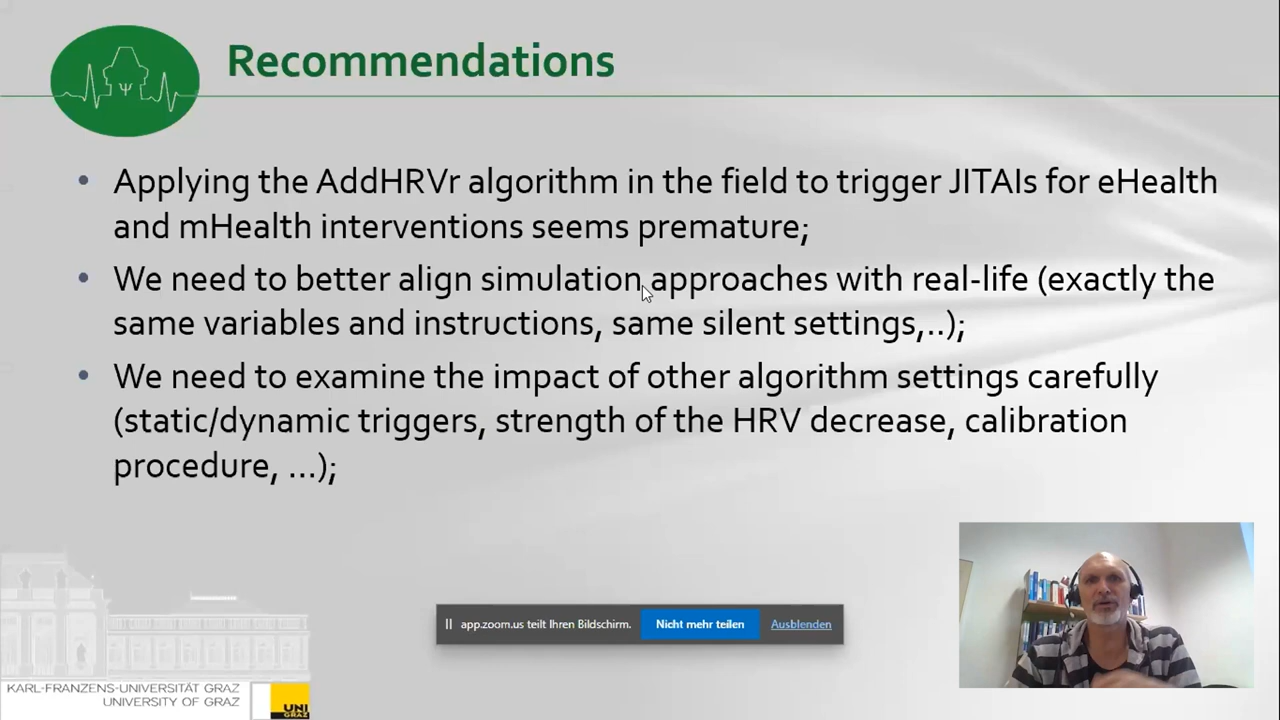 Recommendations
• Applying the AddHRVr algorithm in the field to trigger JITAIs for eHealth
and mHealth interventions seems premature;
• We need to better align simulation approaches with real-life (exactly the
same variables and instructions, same silent settings,..);
• We need to examine the impact of other algorithm settings carefully
(static/dynamic triggers, strength of the HRV decrease, calibration
procedure, ...);
app.zoom.us teilt Ihren Bildschirm. Nicht mehr teilen Ausblenden
KARL-FRANZENS-UNIVERSITÄT GRAZ
UNIVERSITY OF GRAZ
UNI
GRAZ
Ψ